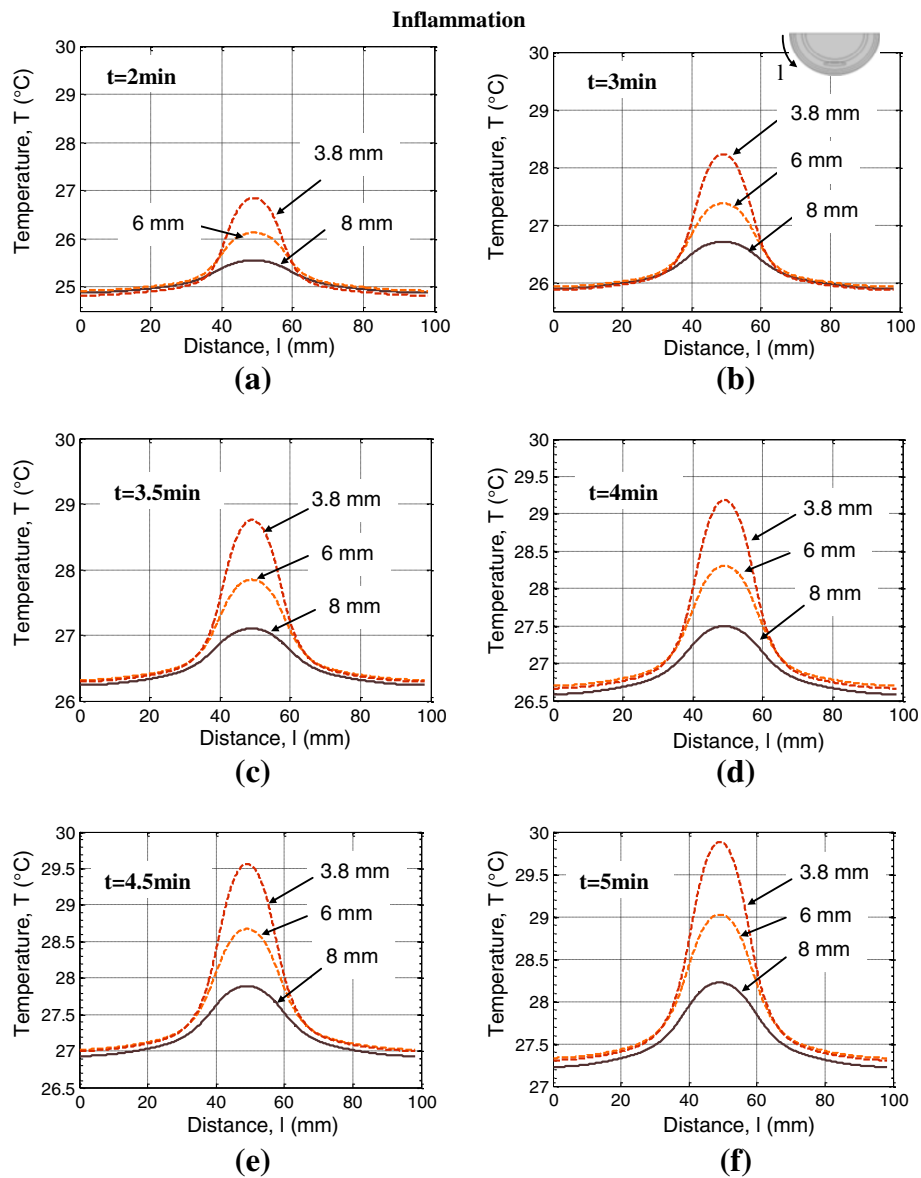 Inflammation
30
29
28
27
26
25
Temperature, T (°C)
t=2min
3.8 mm
6 mm
8 mm
0 20 40 60 80 100
Distance, l (mm)
(a)
30
29
28
27
26
Temperature, T (°C)
t=3min
l
3.8 mm
6 mm
8 mm
0 20 40 60 80 100
Distance, l (mm)
(b)
30
29
28
27
26
Temperature, T (°C)
t=3.5min
3.8 mm
6 mm
8 mm
0 20 40 60 80 100
Distance, l (mm)
(c)
30
29.5
29
28.5
28
27.5
27
26.5
Temperature, T (°C)
t=4min
3.8 mm
6 mm
8 mm
0 20 40 60 80 100
Distance, l (mm)
(d)
30
29.5
29
28.5
28
27.5
27
26.5
Temperature, T (°C)
t=4.5min
3.8 mm
6 mm
8 mm
0 20 40 60 80 100
Distance, l (mm)
(e)
30
29.5
29
28.5
28
27.5
27
Temperature, T (°C)
t=5min
3.8 mm
6 mm
8 mm
0 20 40 60 80 100
Distance, l (mm)
(f)